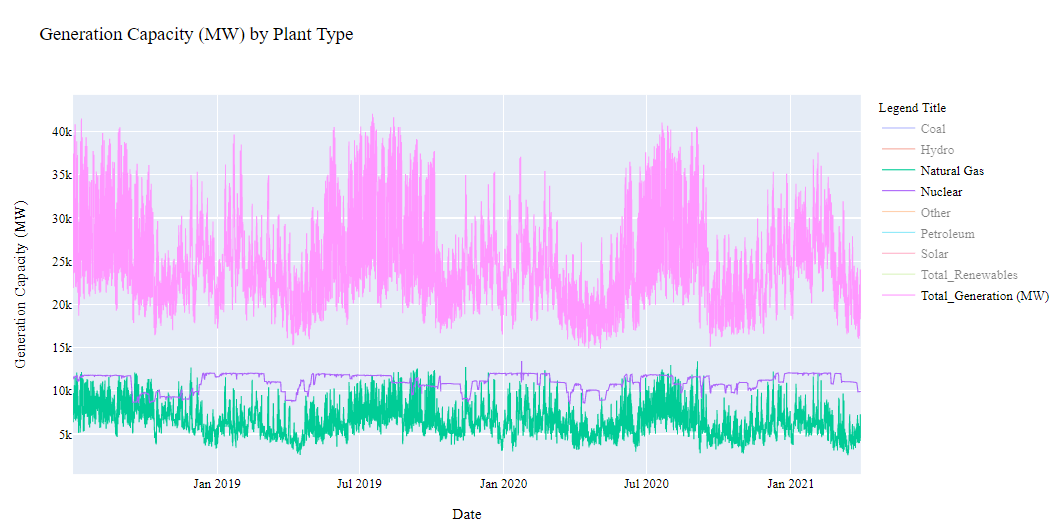 Generation Capacity (MW) by Plant Type
Legend Title
Coal
Hydro
Natural Gas
Nuclear
Other
Petroleum
Solar
Total_Renewables
Total_Generation (MW)
Generation Capacity (MW)
40k
35k
30k
25k
20k
15k
10k
5k
Jan 2019
Jul 2019
Jan 2020
Jul 2020
Jan 2021
Date